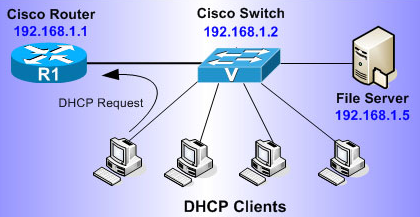 Cisco Router
192.168.1.1
R1
Cisco Switch
192.168.1.2
V
File Server
192.168.1.5
DHCP Request
DHCP Clients